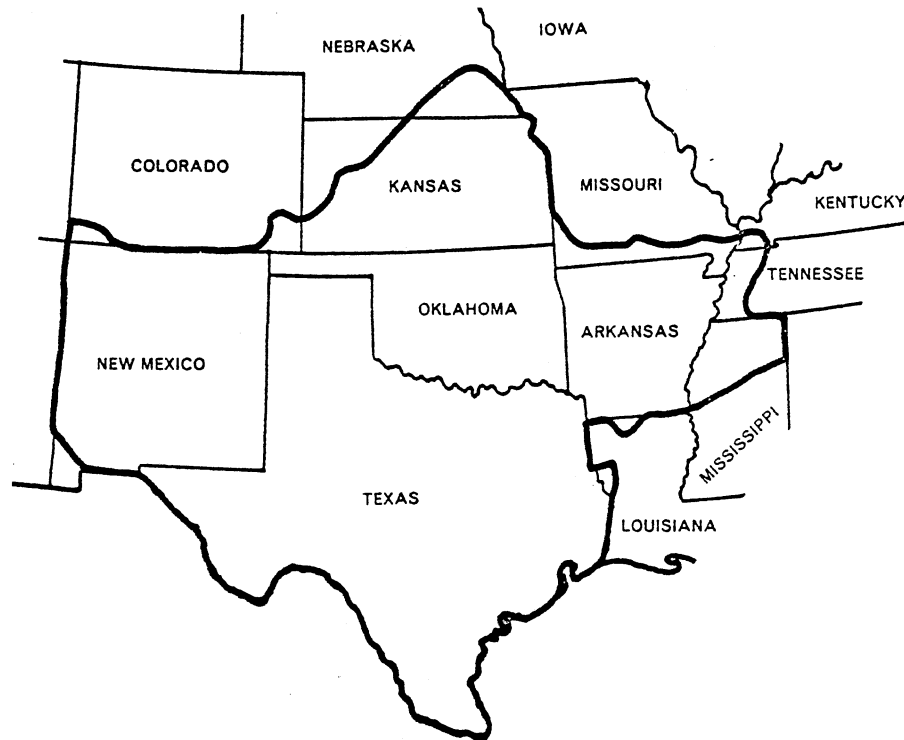 IOWA
NEBRASKA
COLORADO
KANSAS
MISSOURI
KENTUCKY
TENNESSEE
OKLAHOMA
ARKANSAS
NEW MEXICO
MISSISSIPPI
TEXAS
LOUISIANA